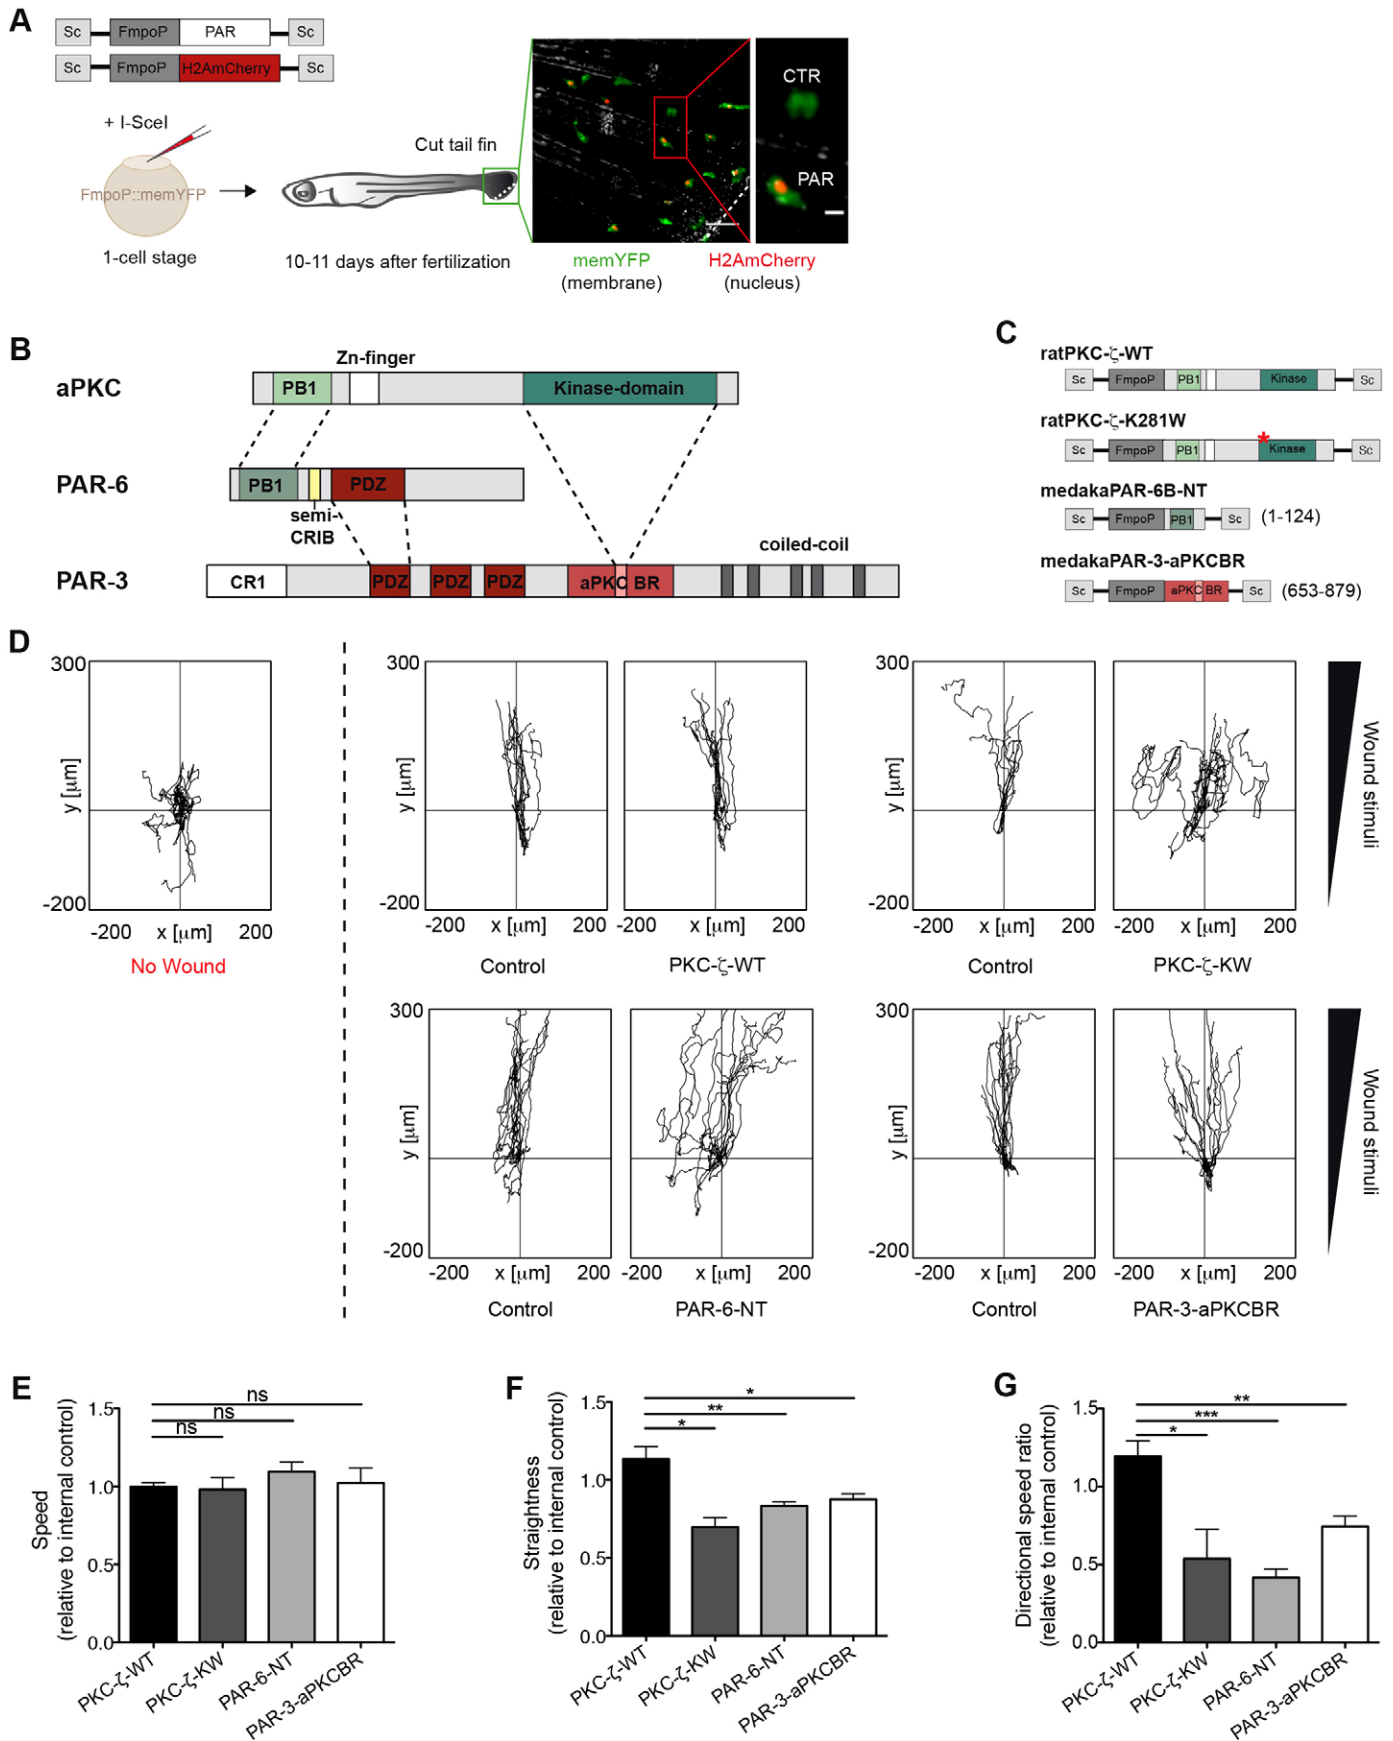 A
Sc FmpoP PAR Sc
Sc FmpoP H2AmCherry Sc
+ I-SceI
FmpoP::memYFP
1-cell stage
Cut tail fin
10-11 days after fertilization
CTR
PAR
memYFP
(membrane)
H2AmCherry
(nucleus)
B
Zn-finger
aPKC PB1 Kinase-domain
PAR-6 PB1 PDZ
semi-
CRIB
coiled-coil
PAR-3 CR1 PDZ PDZ PDZ aPKC BR
C
ratPKC-ζ-WT
Sc FmpoP PB1 Kinase Sc
ratPKC-ζ-K281W
*
Sc FmpoP PB1 Kinase Sc
medakaPAR-6B-NT
Sc FmpoP PB1 Sc (1-124)
medakaPAR-3-aPKCBR
Sc FmpoP aPKC BR Sc (653-879)
D
300
y [µm]
-200
-200 x [µm] 200
No Wound
300
y [µm]
-200
-200 x [µm] 200
Control
-200 x [µm] 200
PKC-ζ-WT
300
y [µm]
-200
-200 x [µm] 200
Control
-200 x [µm] 200
PKC-ζ-KW
Wound stimuli
300
y [µm]
-200
-200 x [µm] 200
Control
-200 x [µm] 200
PAR-6-NT
300
y [µm]
-200
-200 x [µm] 200
Control
-200 x [µm] 200
PAR-3-aPKCBR
Wound stimuli
E
Speed
(relative to internal control)
1.5
1.0
0.5
0.0
ns
ns
ns
PKC-ζ-WT
PKC-ζ-KW
PAR-6-NT
PAR-3-aPKCBR
F
Straightness
(relative to internal control)
1.5
1.0
0.5
0.0
*
**
*
PKC-ζ-WT
PKC-ζ-KW
PAR-6-NT
PAR-3-aPKCBR
G
Directional speed ratio
(relative to internal control)
1.5
1.0
0.5
0.0
**
***
*
PKC-ζ-WT
PKC-ζ-KW
PAR-6-NT
PAR-3-aPKCBR